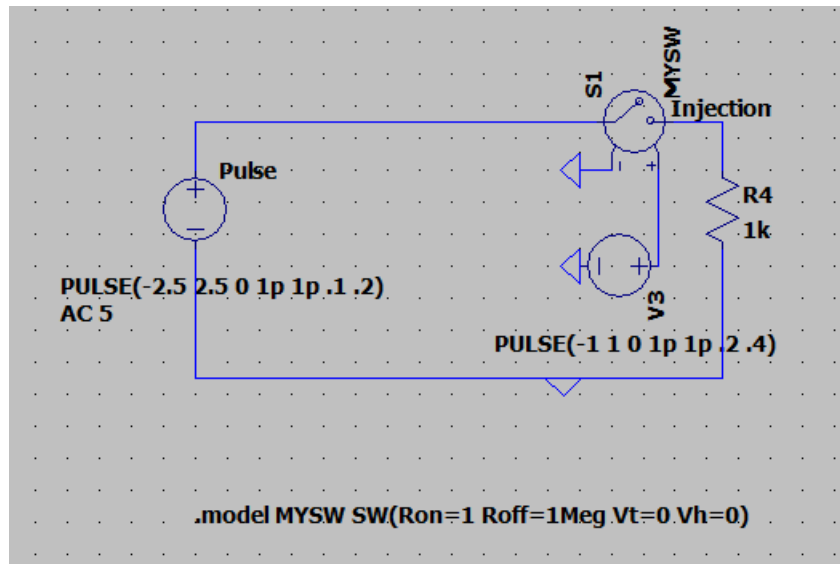 S1
MYSW
Injection
Pulse
R4
1k
PULSE(-2.5 2.5 0 1p 1p .1 .2)
AC 5
V3
PULSE(-1 1 0 1p 1p .2 .4)
.model MYSW SW(Ron=1 Roff=1Meg Vt=0 Vh=0)